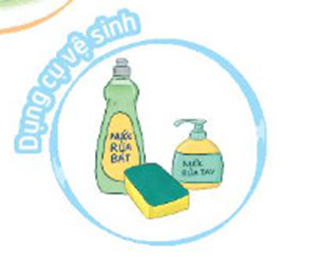 Dụng cụ vệ sinh
NƯỚC
RỬA
BÁT
NƯỚC
RỬA TAY